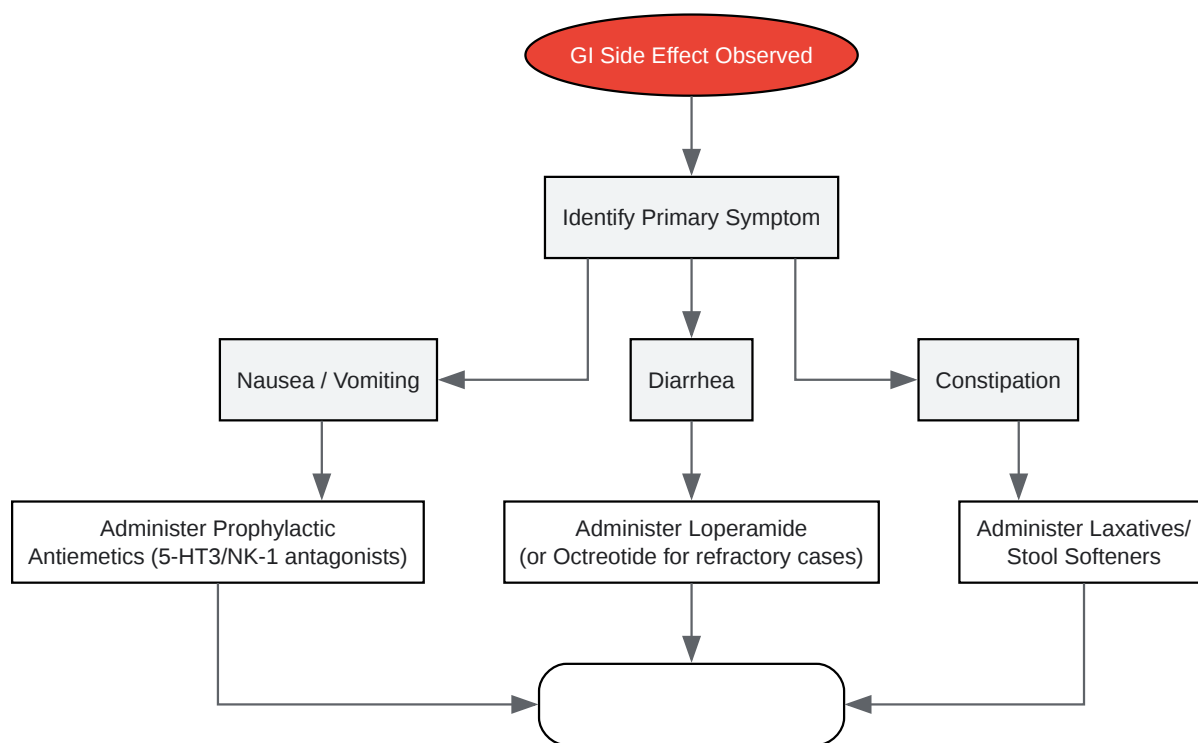 GI Side Effect Observed
Identify Primary Symptom
Nausea / Vomiting
Diarrhea
Constipation
Administer Prophylactic
Antiemetics (5-HT3/NK-1 antagonists)
Administer Loperamide
(or Octreotide for refractory cases)
Administer Laxatives/
Stool Softeners